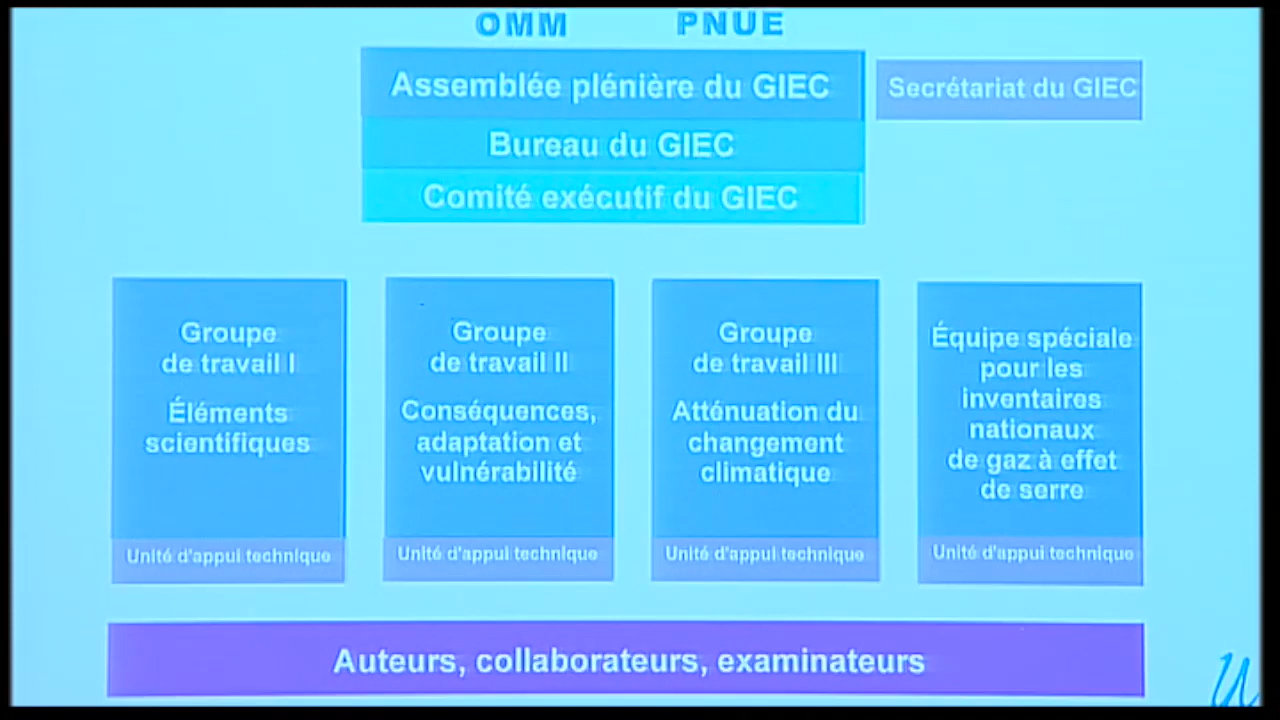 OMM PNUE
Assemblée plénière du GIEC
Secrétariat du GIEC
Bureau du GIEC
Comité exécutif du GIEC
Groupe
de travail I
Éléments
scientifiques
Unité d'appui technique
Groupe
de travail II
Conséquences,
adaptation et
vulnérabilité
Unité d'appui technique
Groupe
de travail III
Atténuation du
changement
climatique
Unité d'appui technique
Équipe spéciale
pour les
inventaires
nationaux
de gaz à effet
de serre
Unité d'appui technique
Auteurs, collaborateurs, examinateurs